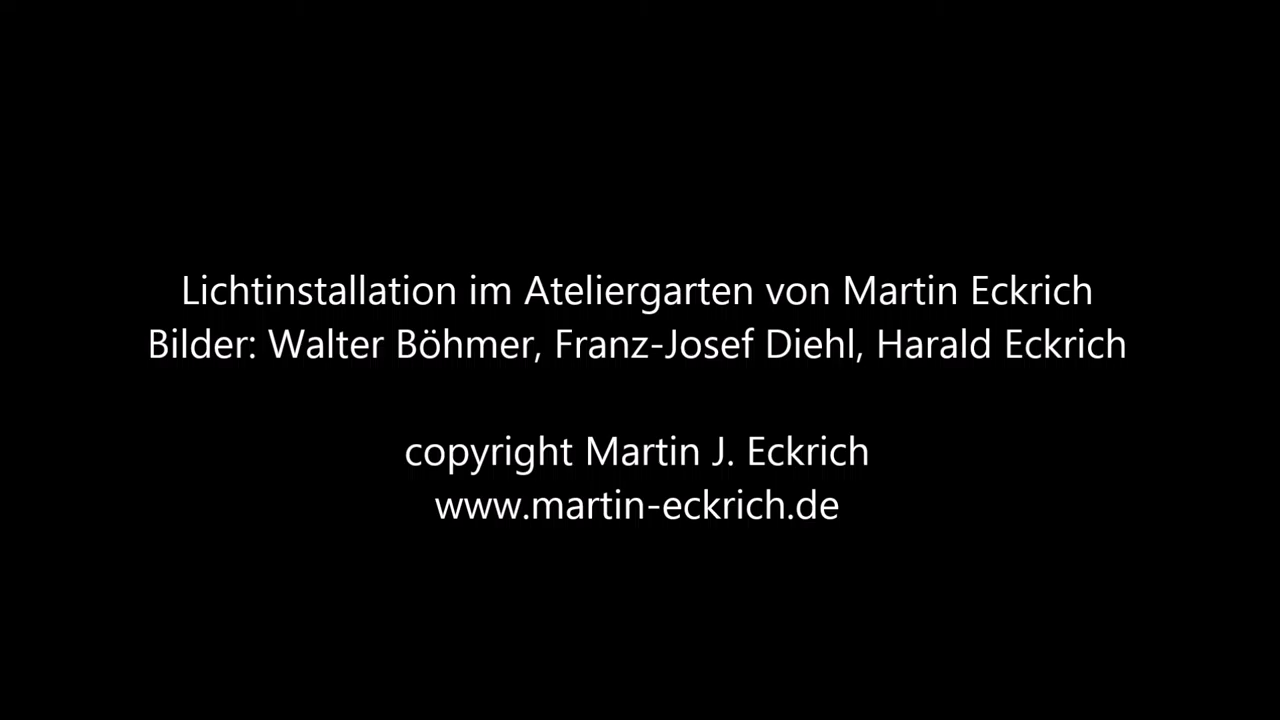 Lichtinstallation im Ateliergarten von Martin Eckrich
Bilder: Walter Böhmer, Franz-Josef Diehl, Harald Eckrich
copyright Martin J. Eckrich
www.martin-eckrich.de